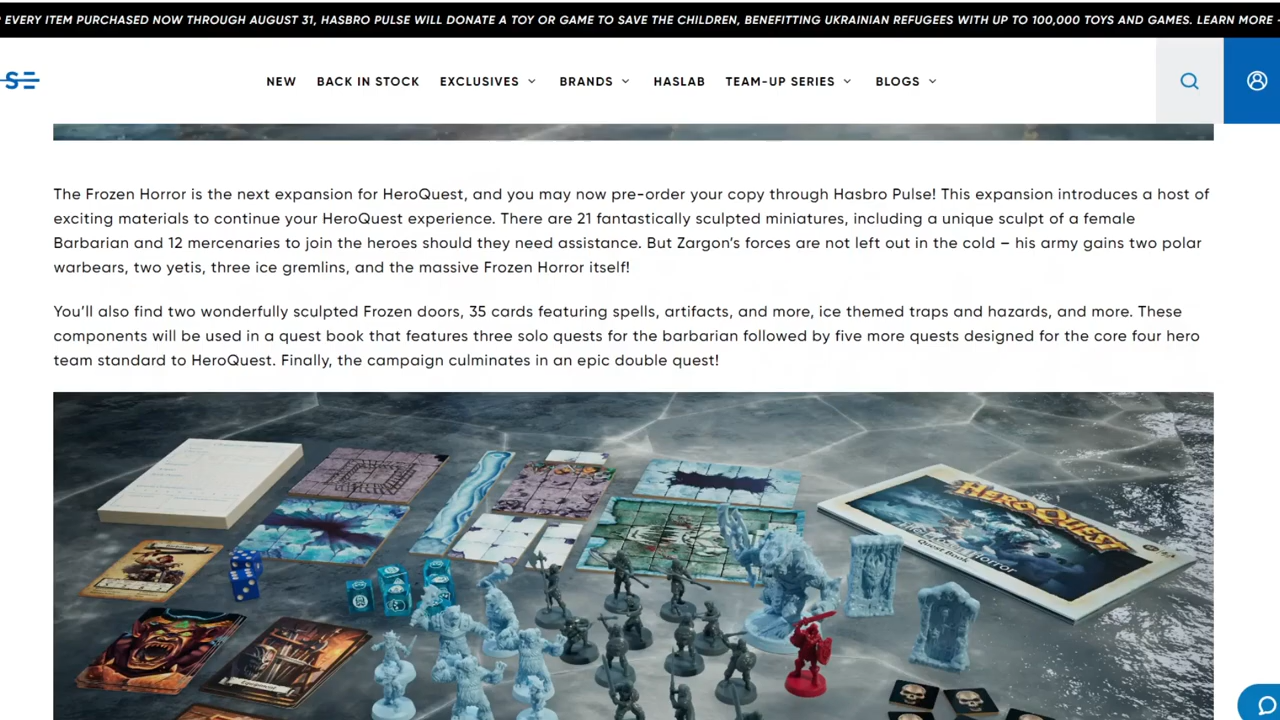 EVERY ITEM PURCHASED NOW THROUGH AUGUST 31, HASBRO PULSE WILL DONATE A TOY OR GAME TO SAVE THE CHILDREN, BENEFITTING UKRAINIAN REFUGEES WITH UP TO 100,000 TOYS AND GAMES. LEARN MORE
SE
NEW BACK IN STOCK EXCLUSIVES BRANDS HASLAB TEAM-UP SERIES BLOGS
The Frozen Horror is the next expansion for HeroQuest, and you may now pre-order your copy through Hasbro Pulse! This expansion introduces a host of
exciting materials to continue your HeroQuest experience. There are 21 fantastically sculpted miniatures, including a unique sculpt of a female
Barbarian and 12 mercenaries to join the heroes should they need assistance. But Zargon’s forces are not left out in the cold – his army gains two polar
warbears, two yetis, three ice gremlins, and the massive Frozen Horror itself!
You’ll also find two wonderfully sculpted Frozen doors, 35 cards featuring spells, artifacts, and more, ice themed traps and hazards, and more. These
components will be used in a quest book that features three solo quests for the barbarian followed by five more quests designed for the core four hero
team standard to HeroQuest. Finally, the campaign culminates in an epic double quest!
HEROQUEST
Horror
Quest Book
Equipment